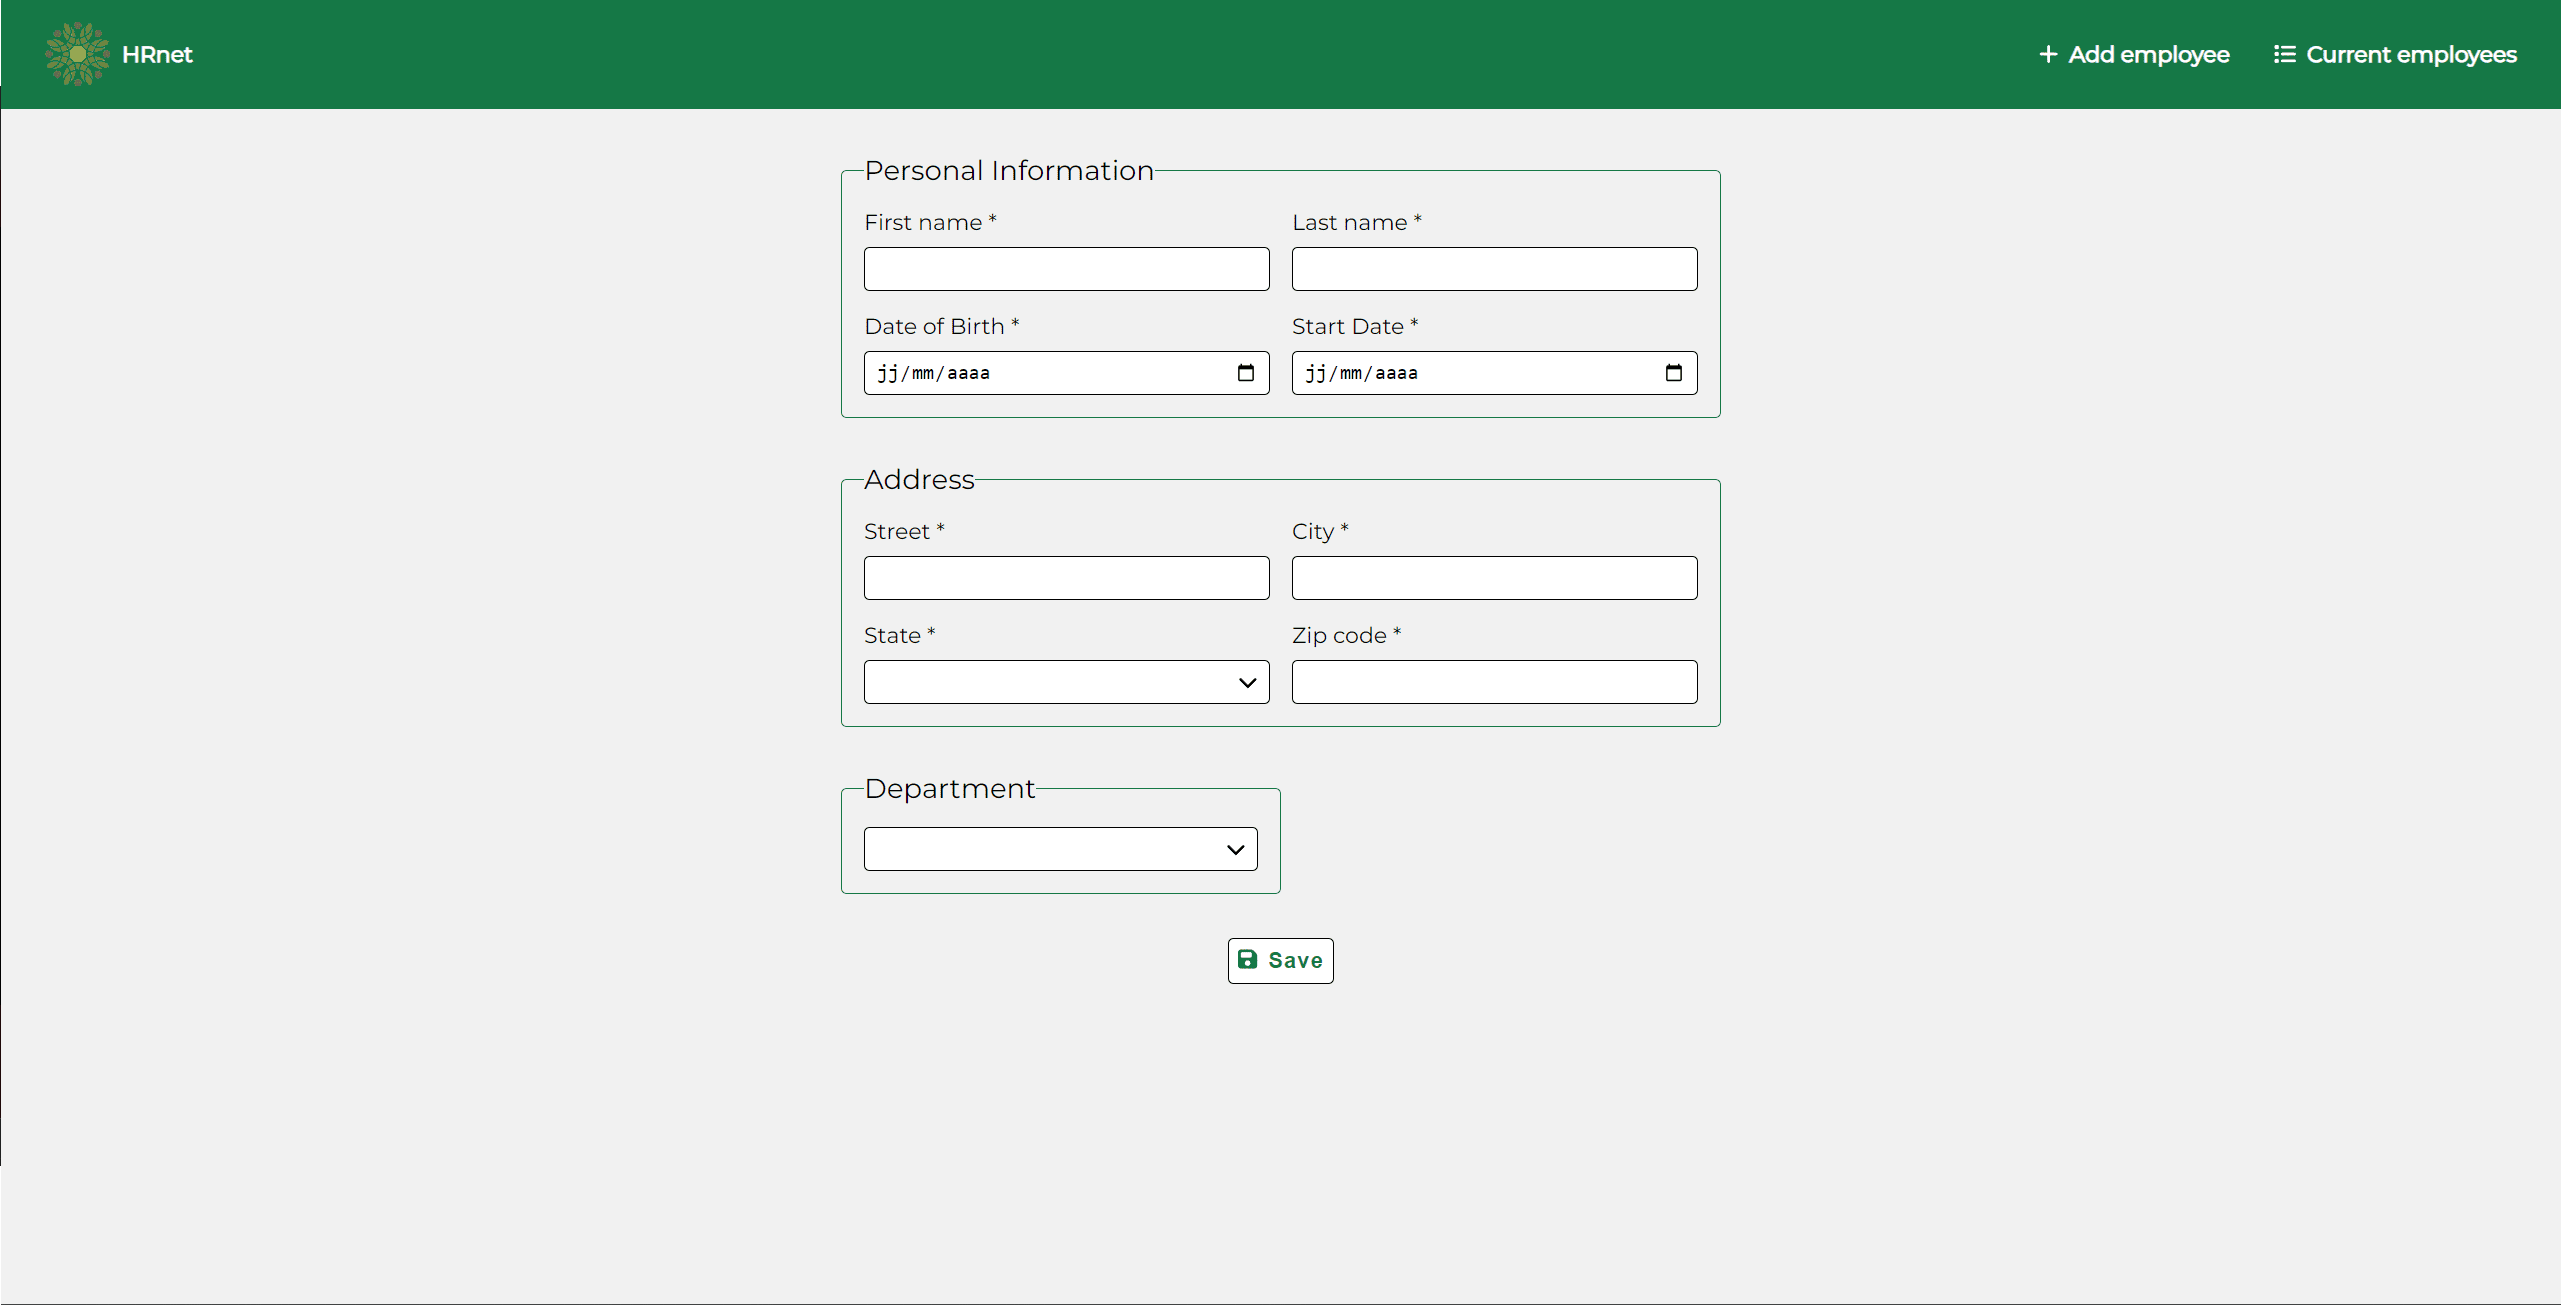 HRnet
Add employee
Current employees
Personal Information
First name *
Last name *
Date of Birth *
Start Date *
jj/mm/aaaa
jj/mm/aaaa
Address
Street *
City *
State *
Zip code *
Department
Save